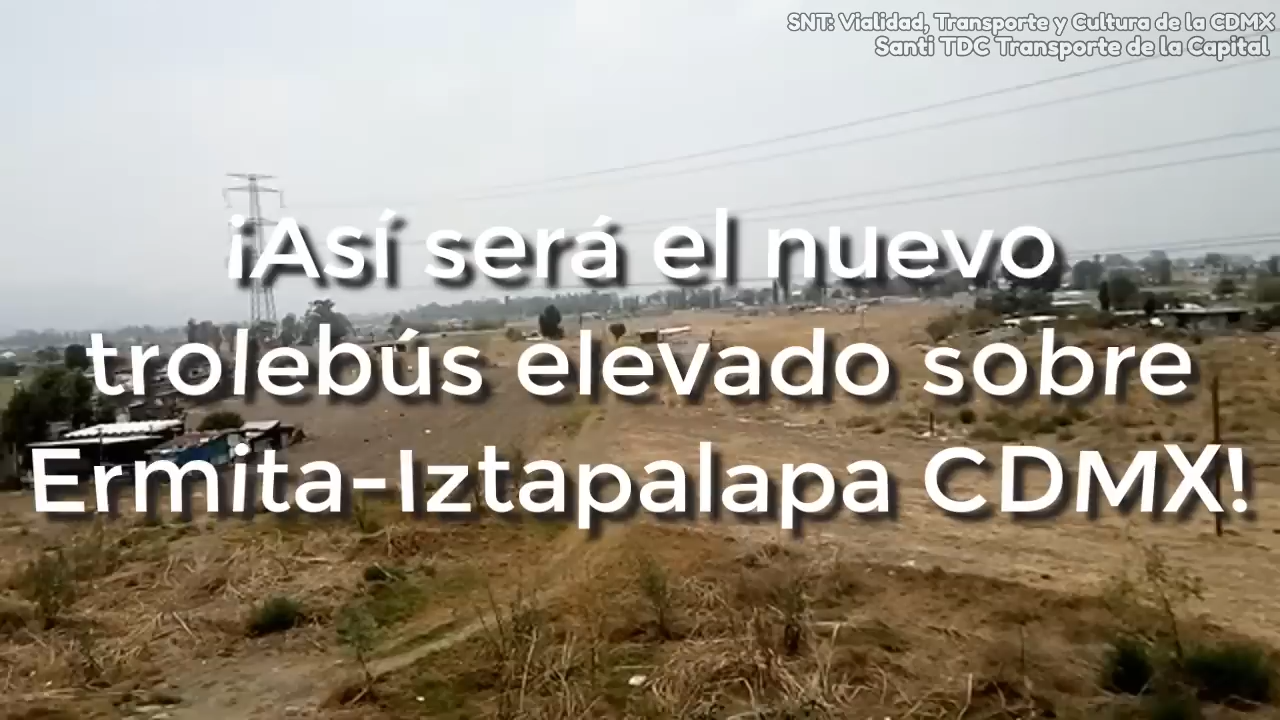 SNT: Vialidad, Transporte y Cultura de la CDMX
Santi TDC Transporte de la Capital
¡Así será el nuevo
trolebús elevado sobre
Ermita-Iztapalapa CDMX!